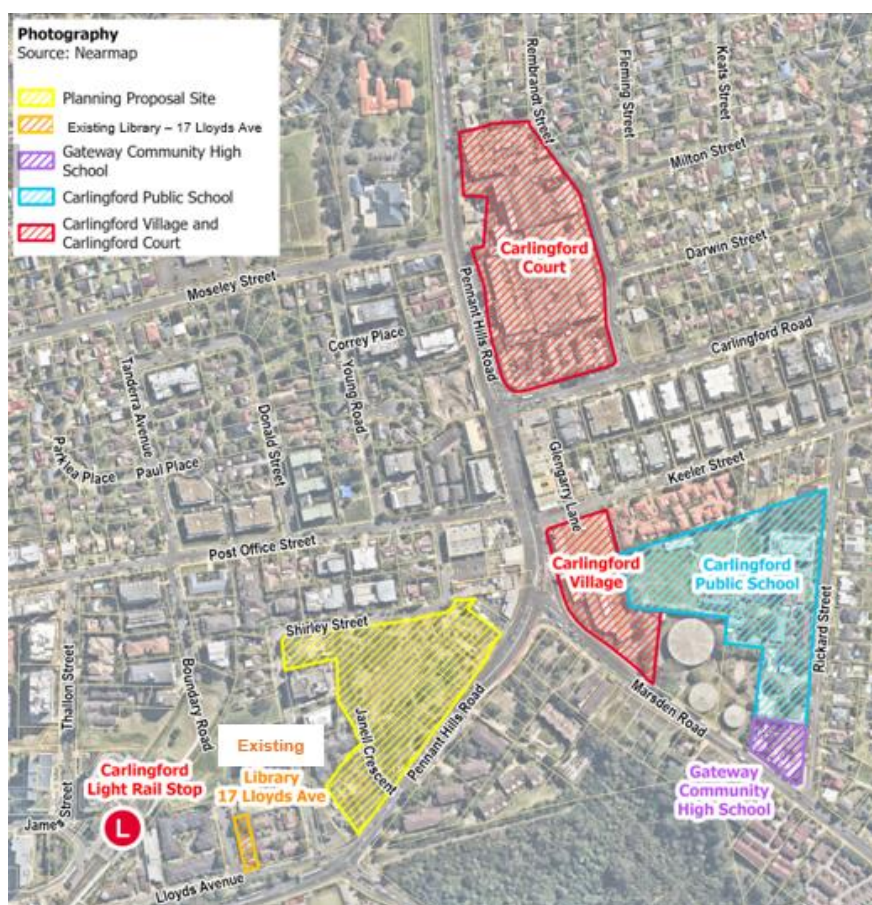 Photography
Source: Nearmap
Planning Proposal Site
Existing Library – 17 Lloyds Ave
Gateway Community High
School
Carlingford Public School
Carlingford Village and
Carlingford Court
Rembrandt Street
Fleming Street
Keats Street
Milton Street
Darwin Street
Carlingford
Court
Moseley Street
Pennant Hills Road
Carlingford Road
Correy Place
Young Road
Tanderra Avenue
Donald Street
Parklea Place
Paul Place
Glengarry Lane
Keeler Street
Post Office Street
Carlingford
Village
Carlingford
Public School
Rickard Street
Shirley Street
Thallon Street
Boundary Road
Janell Crescent
Pennant Hills Road
Marsden Road
Existing
Library
17 Lloyds Ave
Carlingford
Light Rail Stop
L
James Street
Lloyds Avenue
Gateway
Community
High School